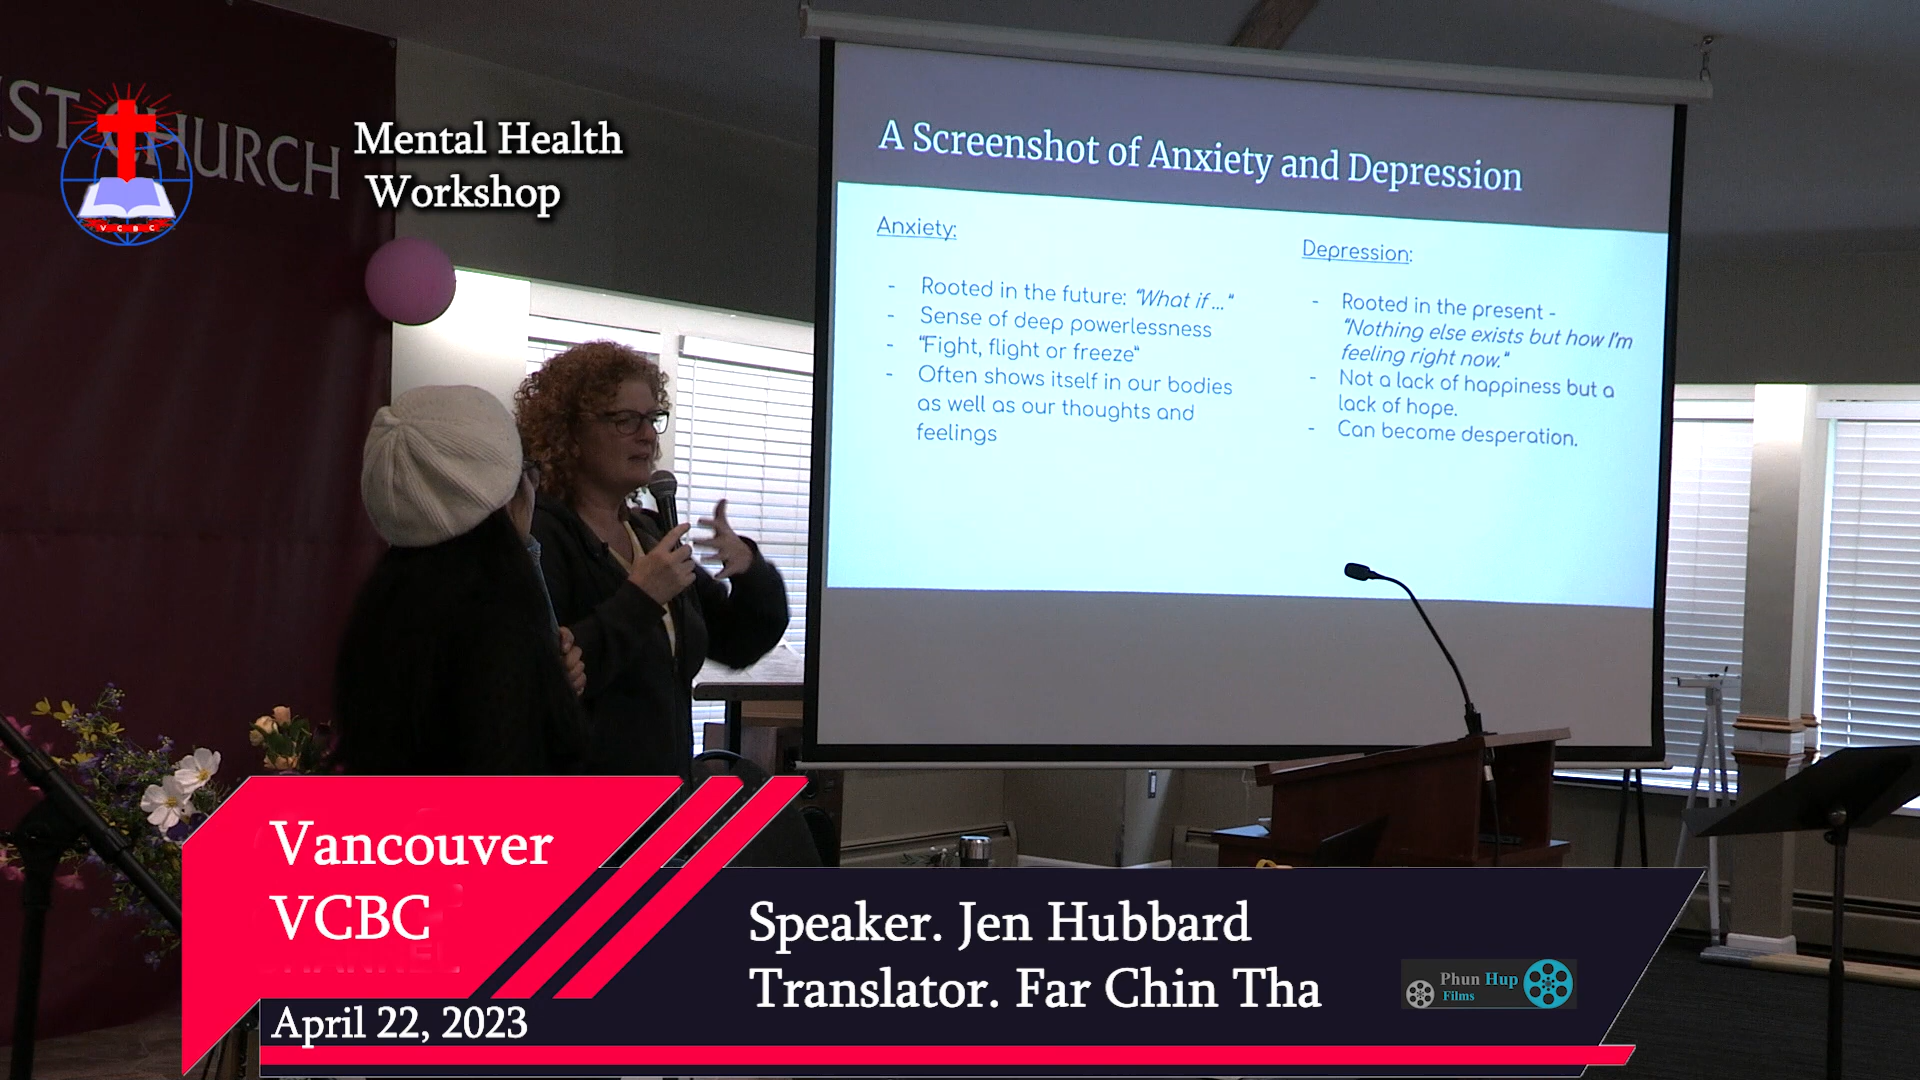 IST CHURCH
V C B C
Mental Health
Workshop
A Screenshot of Anxiety and Depression
Anxiety:
- Rooted in the future: "What if ..."
- Sense of deep powerlessness
- "Fight, flight or freeze"
- Often shows itself in our bodies
as well as our thoughts and
feelings
Depression:
- Rooted in the present -
"Nothing else exists but how I'm
feeling right now."
- Not a lack of happiness but a
lack of hope.
- Can become desperation.
Vancouver
VCBC
April 22, 2023
Speaker. Jen Hubbard
Translator. Far Chin Tha
Phun Hup
Films